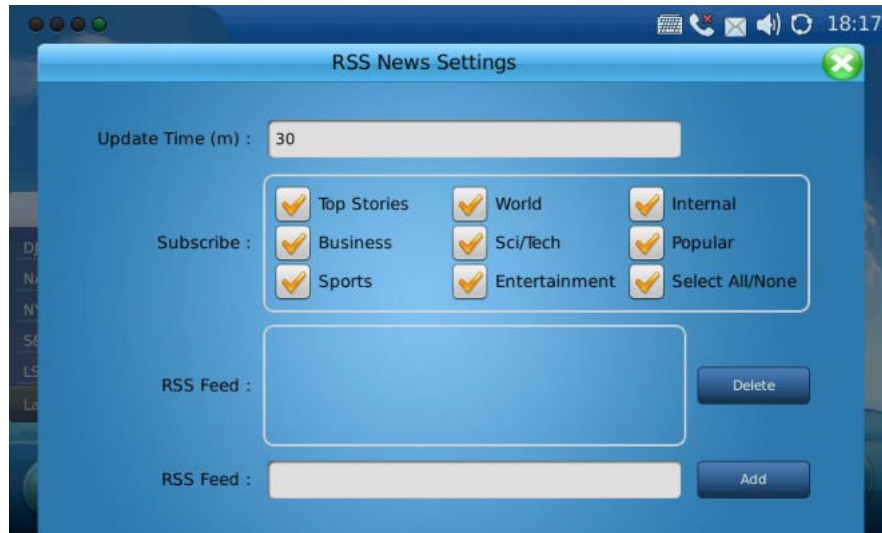 18:17
RSS News Settings
Update Time (m) : 30
Subscribe :
Top Stories World Internal
Business Sci/Tech Popular
Sports Entertainment Select All/None
RSS Feed : Delete
RSS Feed : Add